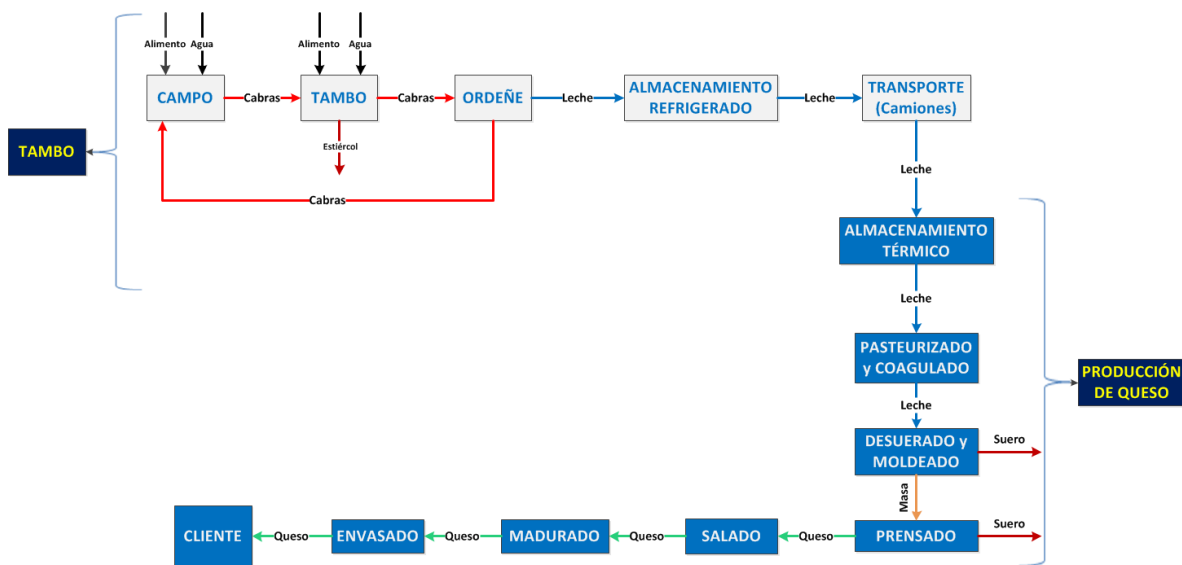 Alimento
Agua
Alimento
Agua
CAMPO
Cabras
TAMBO
Cabras
ORDEÑE
Leche
ALMACENAMIENTO
REFRIGERADO
Leche
TRANSPORTE
(Camiones)
TAMBO
Estiércol
Cabras
Leche
ALMACENAMIENTO
TÉRMICO
Leche
PASTEURIZADO
y COAGULADO
PRODUCCIÓN
DE QUESO
Leche
DESUERADO y
MOLDEADO
Suero
Masa
PRENSADO
Suero
Queso
SALADO
Queso
MADURADO
Queso
ENVASADO
Queso
CLIENTE